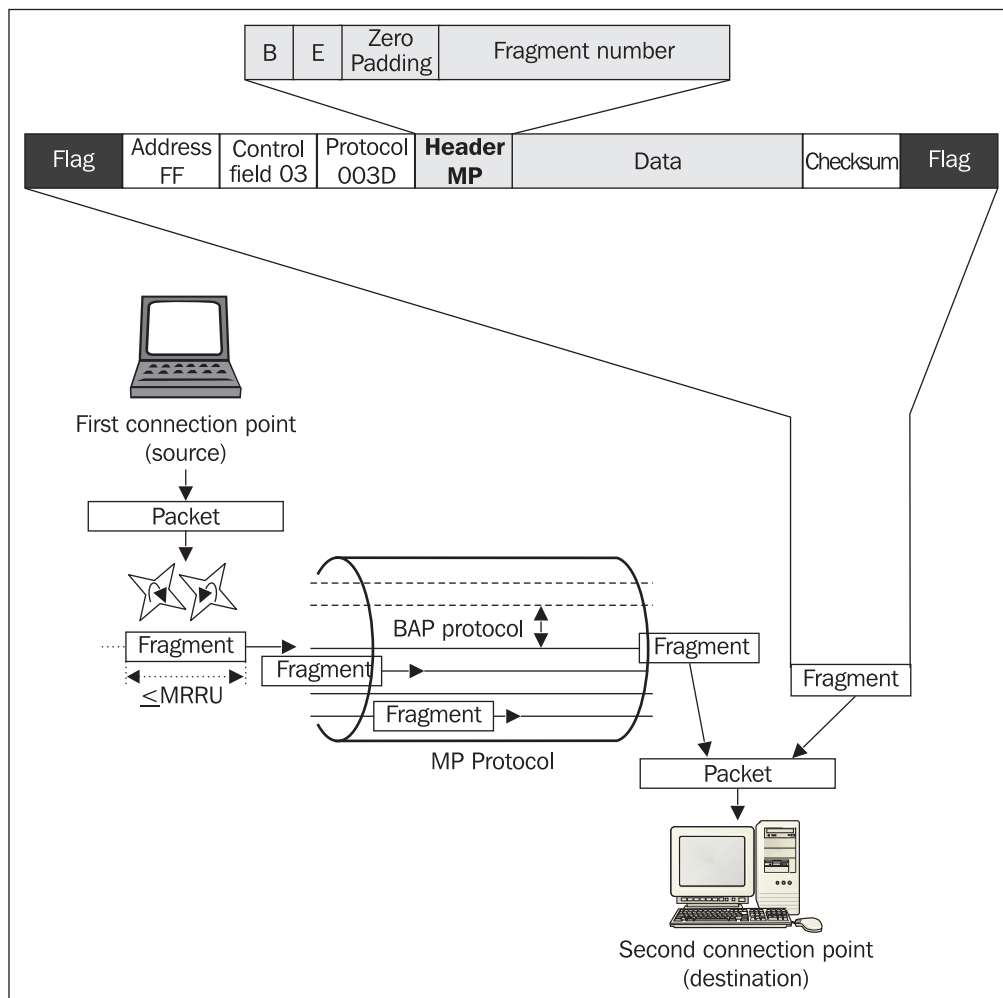 B
E
Zero
Padding
Fragment number
Flag
Address
FF
Control
field 03
Protocol
003D
Header
MP
Data
Checksum
Flag
First connection point
(source)
Packet
Fragment
≤MRRU
BAP protocol
Fragment
Fragment
MP Protocol
Fragment
Fragment
Packet
Second connection point
(destination)